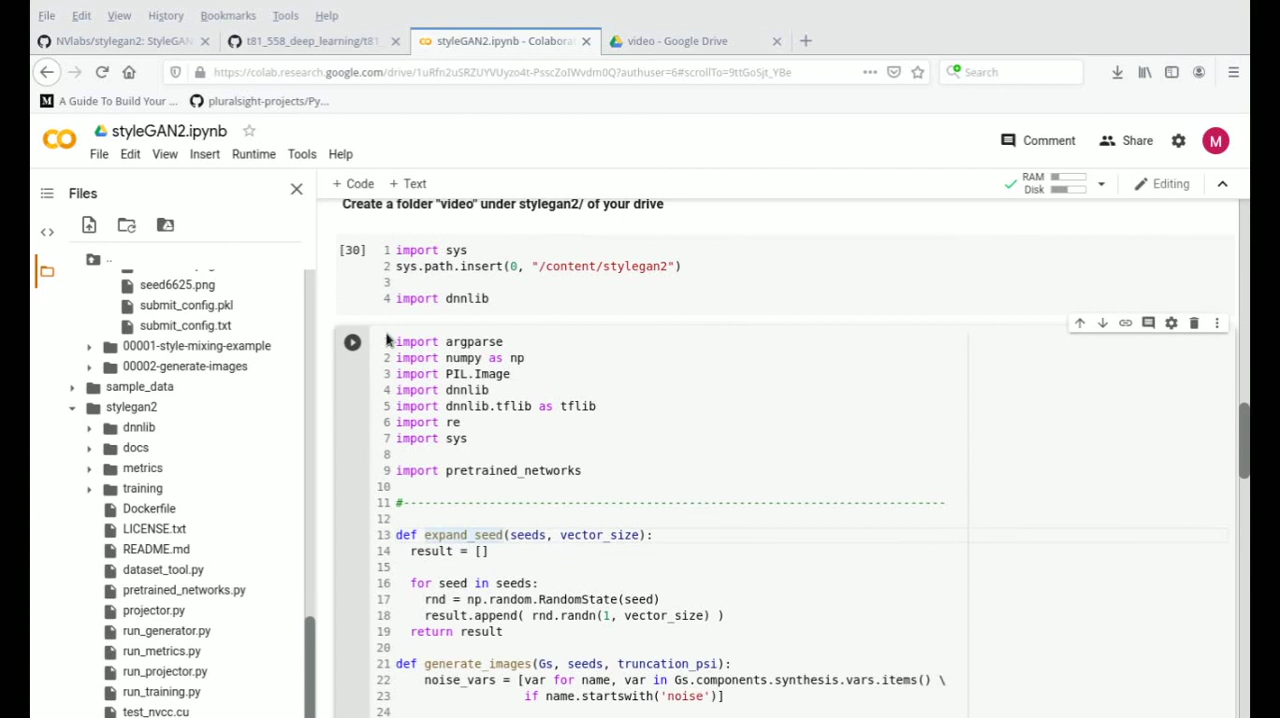 File Edit View History Bookmarks Tools Help
NVlabs/stylegan2: StyleGAN
t81_558_deep_learning/t81_
styleGAN2.ipynb - Colabora
video - Google Drive
https://colab.research.google.com/drive/1uRfn2uSRZUYVUyzo4t-PsscZoIWvdm0Q?authuser=6#scrollTo=9ttGoSjt_YBe
Search
A Guide To Build Your ...
pluralsight-projects/Py...
styleGAN2.ipynb
Comment
Share
M
File Edit View Insert Runtime Tools Help
Files
+ Code + Text
RAM
Disk
Editing
..
seed6625.png
submit_config.pkl
submit_config.txt
00001-style-mixing-example
00002-generate-images
sample_data
stylegan2
dnnlib
docs
metrics
training
Dockerfile
LICENSE.txt
README.md
dataset_tool.py
pretrained_networks.py
projector.py
run_generator.py
run_metrics.py
run_projector.py
run_training.py
test_nvcc.cu
Create a folder "video" under stylegan2/ of your drive
[30]
1 import sys
2 sys.path.insert(0, "/content/stylegan2")
3
4 import dnnlib
import argparse
2 import numpy as np
3 import PIL.Image
4 import dnnlib
5 import dnnlib.tflib as tflib
6 import re
7 import sys
8
9 import pretrained_networks
10
11 #----------------------------------------------------------------------------
12
13 def expand_seed(seeds, vector_size):
14 result = []
15
16 for seed in seeds:
17 rnd = np.random.RandomState(seed)
18 result.append( rnd.randn(1, vector_size) )
19 return result
20
21 def generate_images(Gs, seeds, truncation_psi):
22 noise_vars = [var for name, var in Gs.components.synthesis.vars.items() \
23 if name.startswith('noise')]
24